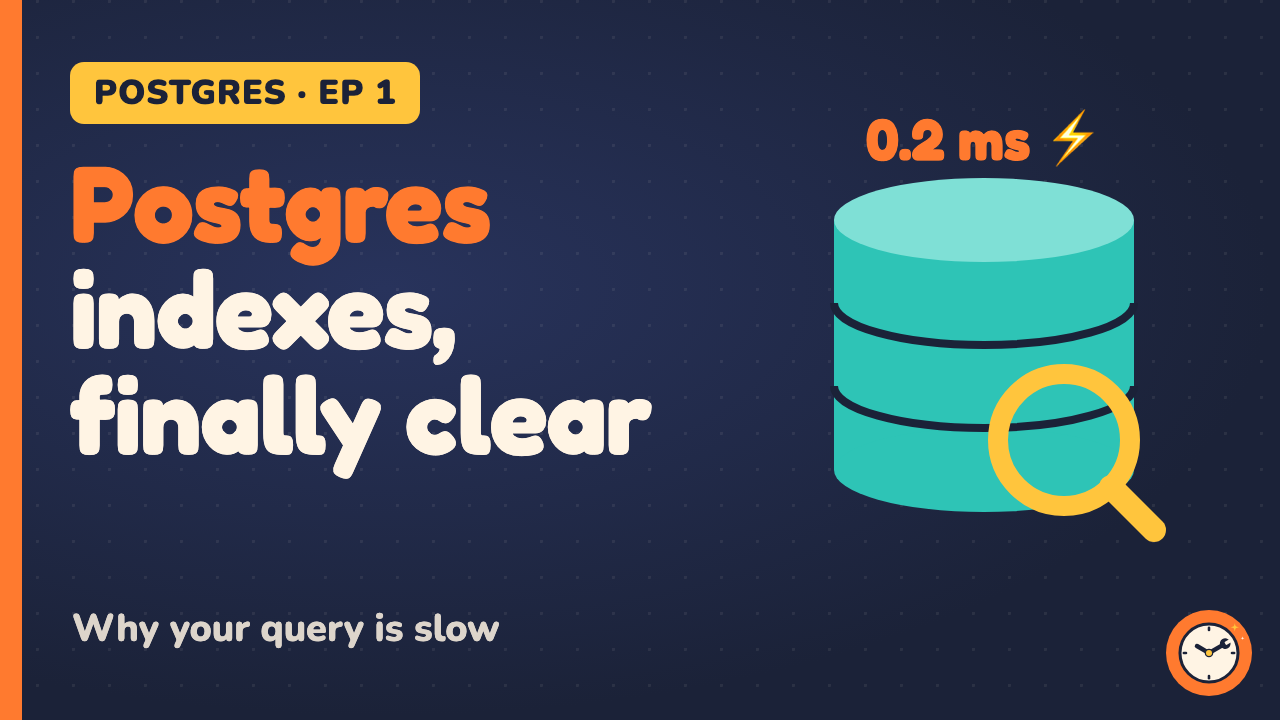 POSTGRES · EP 1
0.2 ms ⚡
Postgres
indexes,
finally clear
Why your query is slow